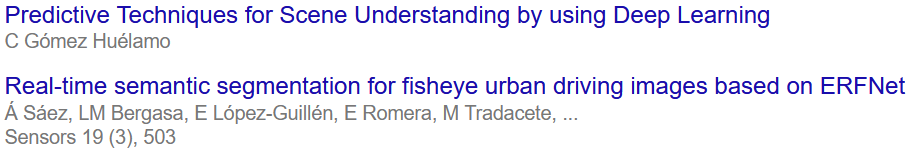 Predictive Techniques for Scene Understanding by using Deep Learning
C Gómez Huélamo
Real-time semantic segmentation for fisheye urban driving images based on ERFNet
Á Sáez, LM Bergasa, E López-Guillén, E Romera, M Tradacete, ...
Sensors 19 (3), 503